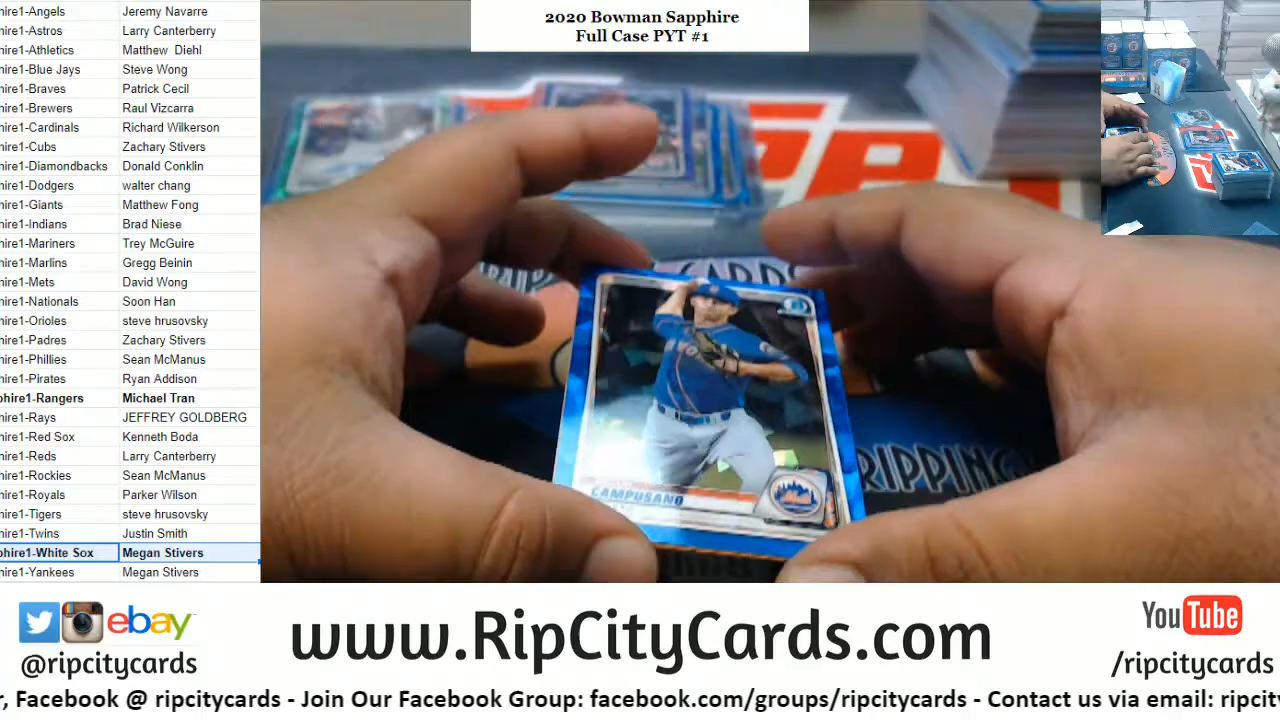 2020 Bowman Sapphire
Full Case PYT #1
hire1-Angels Jeremy Navarre
hire1-Astros Larry Canterberry
hire1-Athletics Matthew Diehl
hire1-Blue Jays Steve Wong
hire1-Braves Patrick Cecil
hire1-Brewers Raul Vizcarra
hire1-Cardinals Richard Wilkerson
hire1-Cubs Zachary Stivers
hire1-Diamondbacks Donald Conklin
hire1-Dodgers walter chang
hire1-Giants Matthew Fong
hire1-Indians Brad Niese
hire1-Mariners Trey McGuire
hire1-Marlins Gregg Beinin
hire1-Mets David Wong
hire1-Nationals Soon Han
hire1-Orioles steve hrusovsky
hire1-Padres Zachary Stivers
hire1-Phillies Sean McManus
hire1-Pirates Ryan Addison
phire1-Rangers Michael Tran
hire1-Rays JEFFREY GOLDBERG
hire1-Red Sox Kenneth Boda
hire1-Reds Larry Canterberry
hire1-Rockies Sean McManus
hire1-Royals Parker Wilson
hire1-Tigers steve hrusovsky
hire1-Twins Justin Smith
phire1-White Sox Megan Stivers
hire1-Yankees Megan Stivers
CARDS
RIPPING
CAMPUSANO
Mets
ebay
@ripcitycards
www.RipCityCards.com
YouTube
/ripcitycards
r, Facebook @ ripcitycards - Join Our Facebook Group: facebook.com/groups/ripcitycards - Contact us via email: ripcity